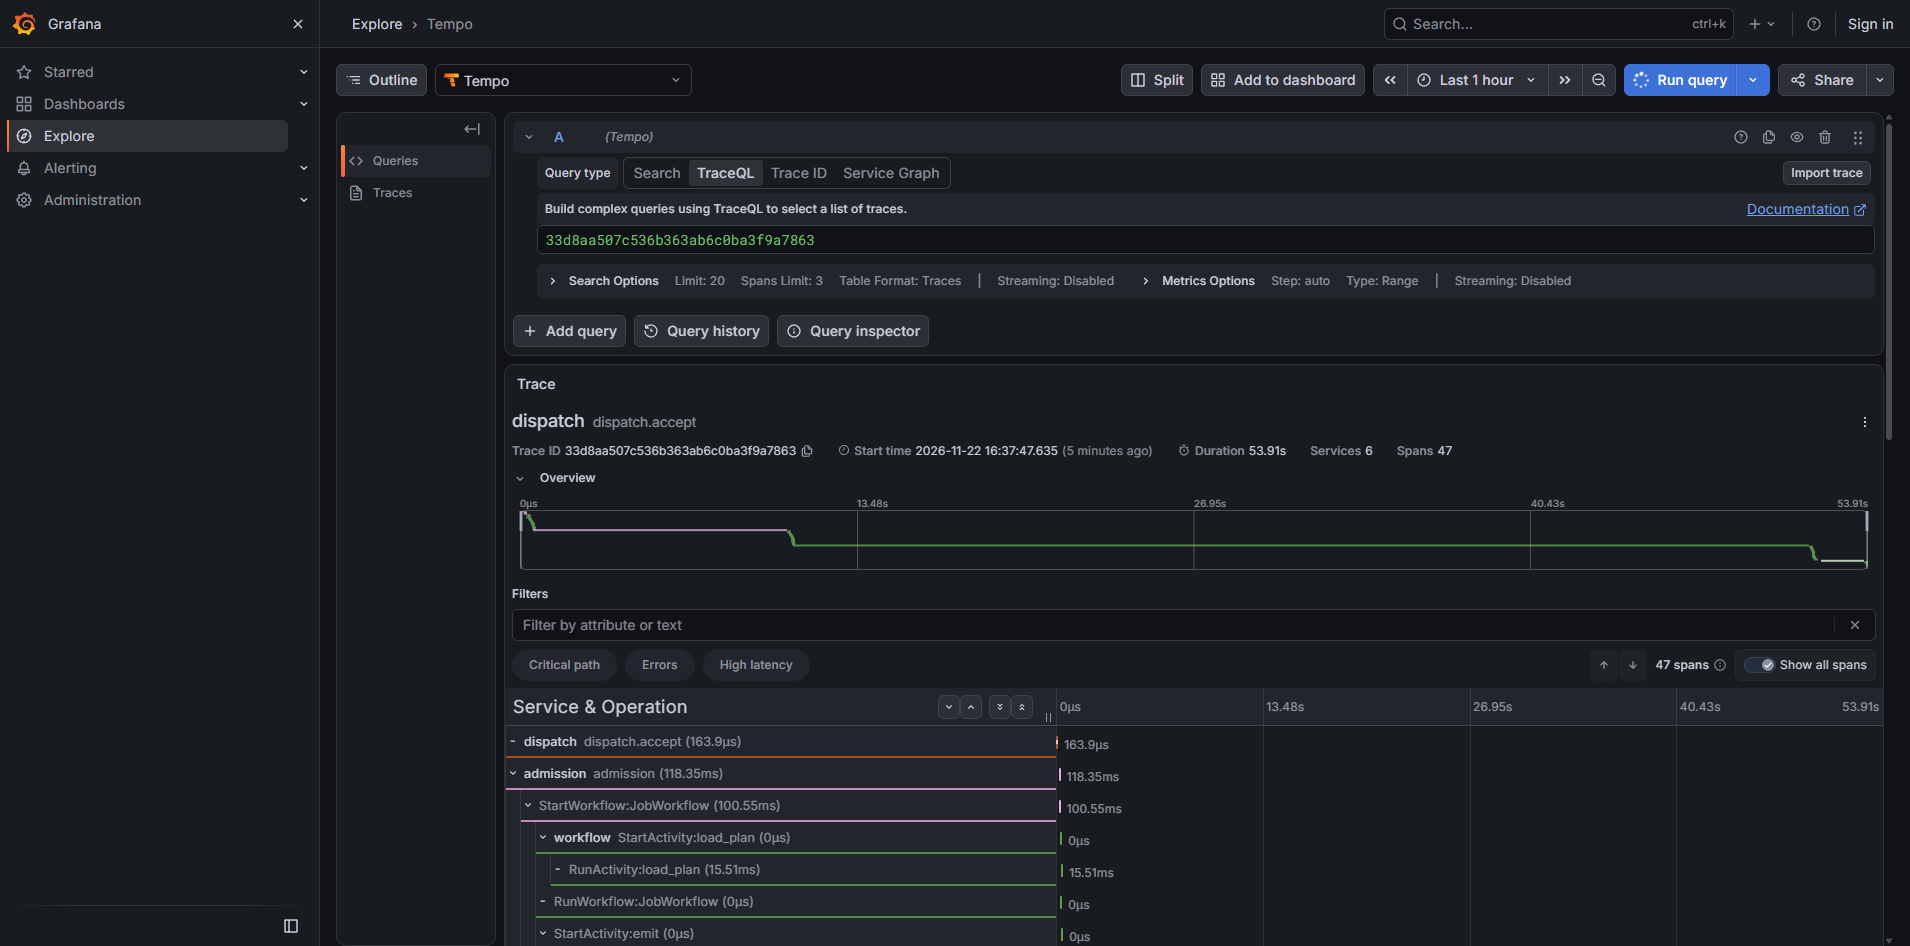 Grafana
Explore › Tempo
Search...
ctrl+k
Sign in
Starred
Dashboards
Explore
Alerting
Administration
Outline
Tempo
Split
Add to dashboard
Last 1 hour
Run query
Share
Queries
Traces
A
(Tempo)
Query type
Search
TraceQL
Trace ID
Service Graph
Import trace
Build complex queries using TraceQL to select a list of traces.
Documentation
33d8aa507c536b363ab6c0ba3f9a7863
Search Options Limit: 20 Spans Limit: 3 Table Format: Traces | Streaming: Disabled
Metrics Options Step: auto Type: Range | Streaming: Disabled
Add query
Query history
Query inspector
Trace
dispatch dispatch.accept
Trace ID 33d8aa507c536b363ab6c0ba3f9a7863
Start time 2026-11-22 16:37:47.635 (5 minutes ago)
Duration 53.91s
Services 6
Spans 47
Overview
0μs 13.48s 26.95s 40.43s 53.91s
Filters
Filter by attribute or text
Critical path
Errors
High latency
47 spans
Show all spans
Service & Operation
0μs 13.48s 26.95s 40.43s 53.91s
dispatch dispatch.accept (163.9μs)
163.9μs
admission admission (118.35ms)
118.35ms
StartWorkflow:JobWorkflow (100.55ms)
100.55ms
workflow StartActivity:load_plan (0μs)
0μs
RunActivity:load_plan (15.51ms)
15.51ms
RunWorkflow:JobWorkflow (0μs)
0μs
StartActivity:emit (0μs)
0μs